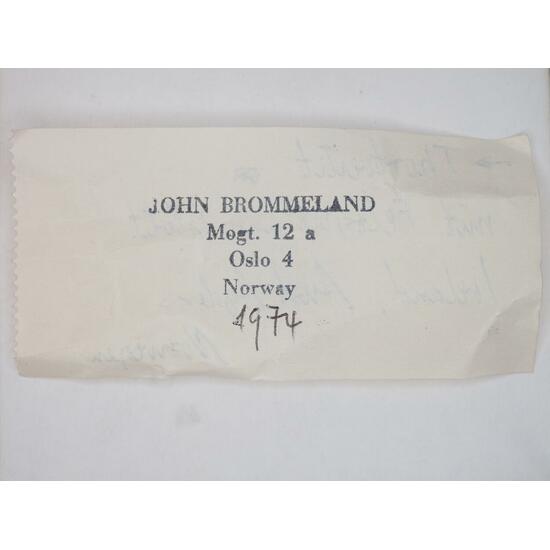 JOHN BROMMELAND
Mogt. 12 a
Oslo 4
Norway
1974